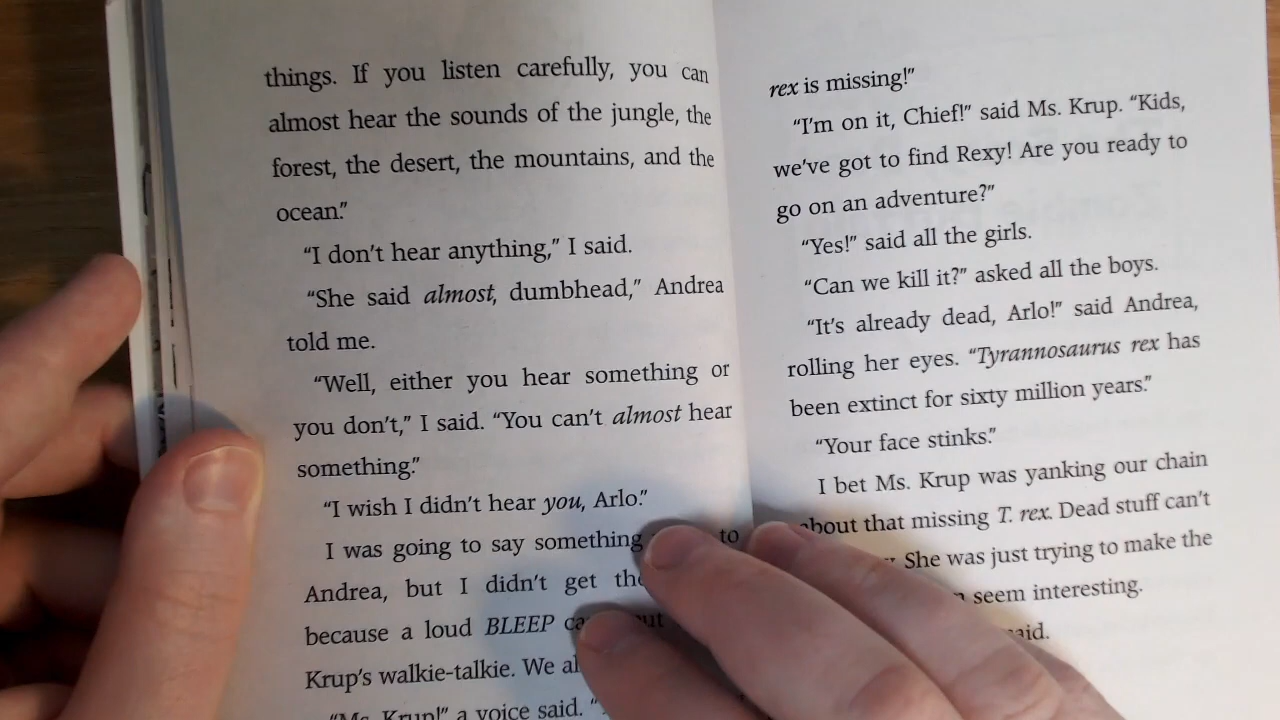 things. If you listen carefully, you can
almost hear the sounds of the jungle, the
forest, the desert, the mountains, and the
ocean."
"I don't hear anything," I said.
"She said almost, dumbhead," Andrea
told me.
"Well, either you hear something or
you don't," I said. "You can't almost hear
something."
"I wish I didn't hear you, Arlo."
I was going to say something to
Andrea, but I didn't get
because a loud BLEEP
Krup's walkie-talkie. We
"Ms. Krup!" a voice said.
rex is missing!"
"I'm on it, Chief!" said Ms. Krup. "Kids,
we've got to find Rexy! Are you ready to
go on an adventure?"
"Yes!" said all the girls.
"Can we kill it?" asked all the boys.
"It's already dead, Arlo!" said Andrea,
rolling her eyes. "Tyrannosaurus rex has
been extinct for sixty million years."
"Your face stinks."
I bet Ms. Krup was yanking our chain
about that missing T. rex. Dead stuff can't
She was just trying to make the
seem interesting.
said.